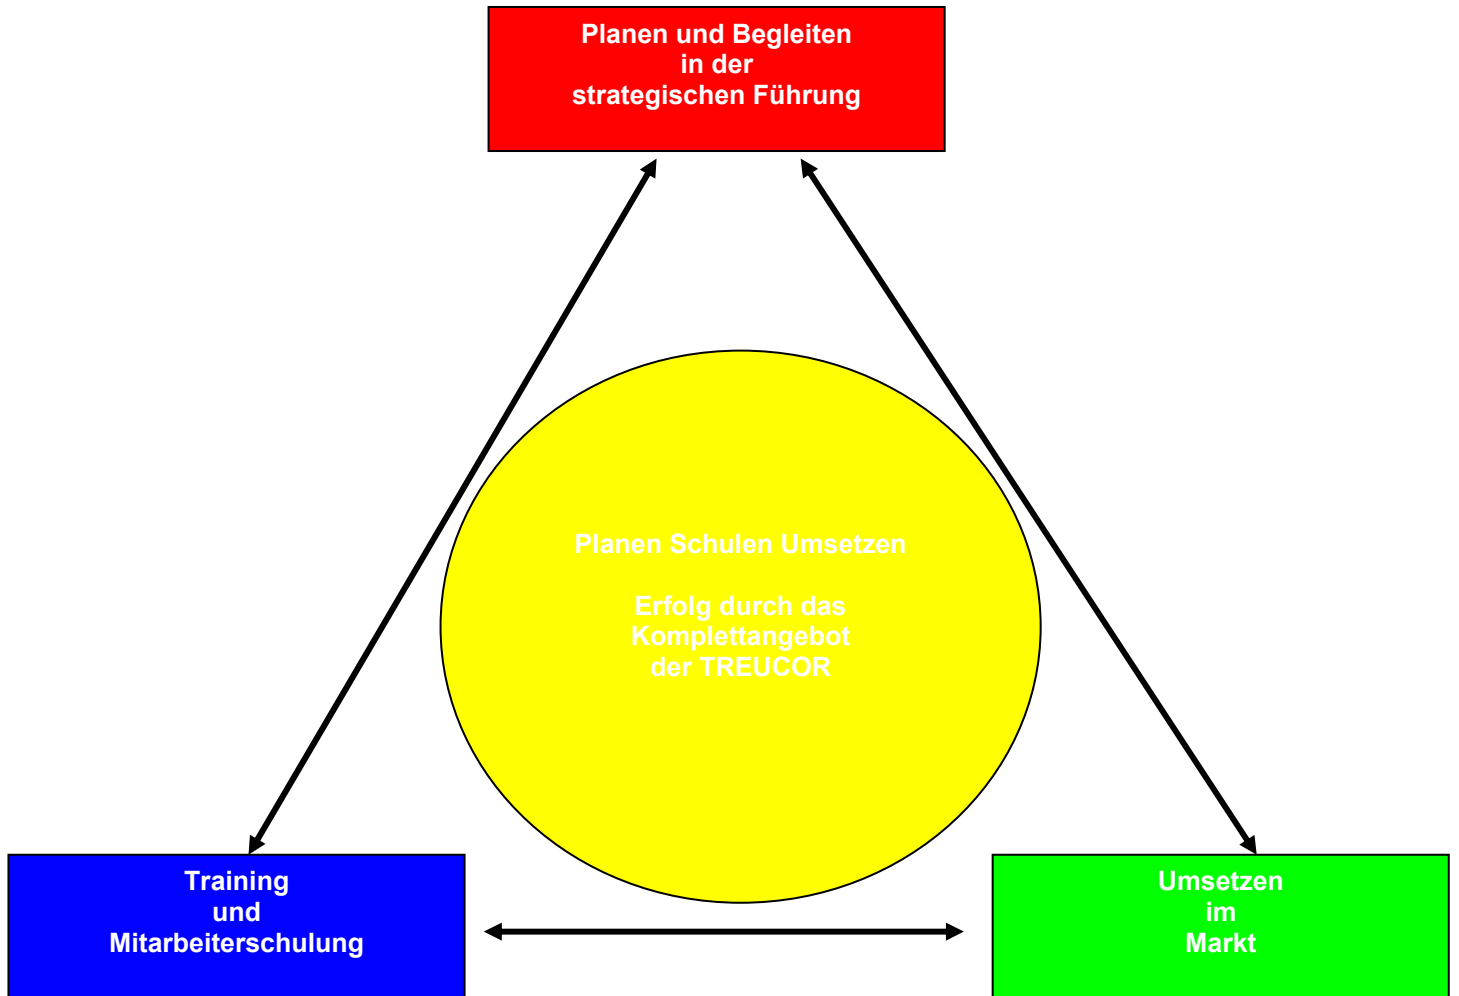 Planen und Begleiten
in der
strategischen Führung
Planen Schulen Umsetzen
Erfolg durch das
Komplettangebot
der TREUCOR
Training
und
Mitarbeiterschulung
Umsetzen
im
Markt